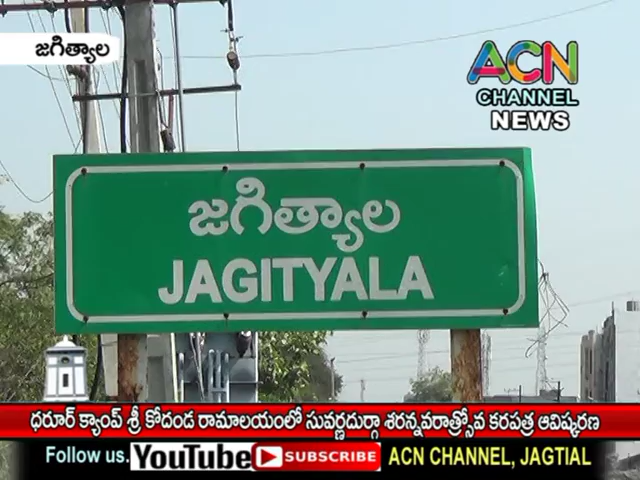 జగిత్యాల
ACN
CHANNEL
NEWS
జగిత్యాల
JAGITYALA
ధరూర్ క్యాంప్ శ్రీ కోదండ రామాలయంలో సువర్ణదుర్గా శరన్నవరాత్రోసవ కరపత్ర ఆవిష్కరణ
Follow us. YouTube SUBSCRIBE ACN CHANNEL, JAGTIAL